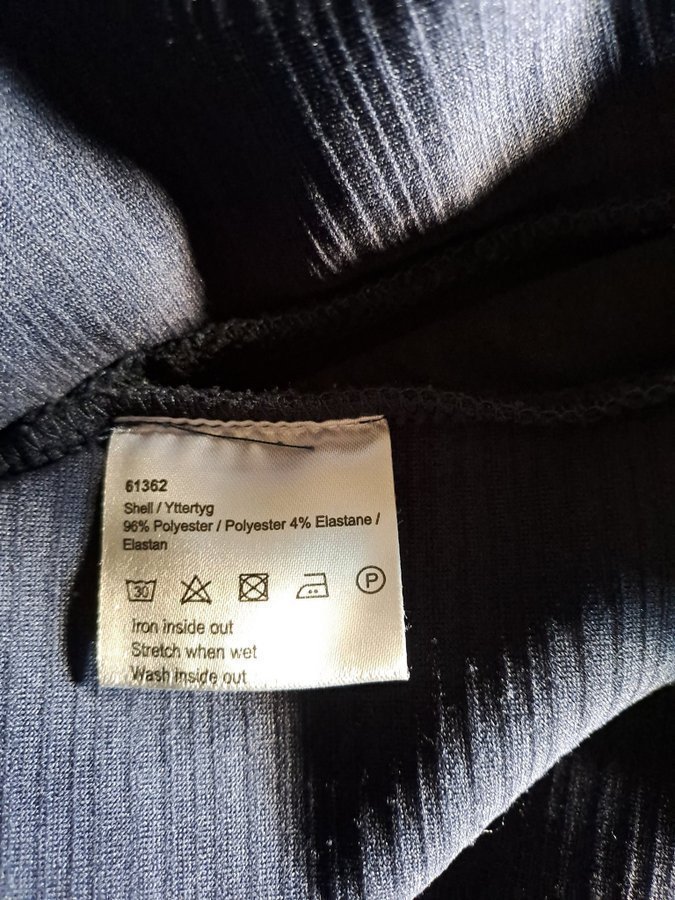 61362
Shell / Yttertyg
96% Polyester / Polyester 4% Elastane /
Elastan
30 P
Iron inside out
Stretch when wet
Wash inside out